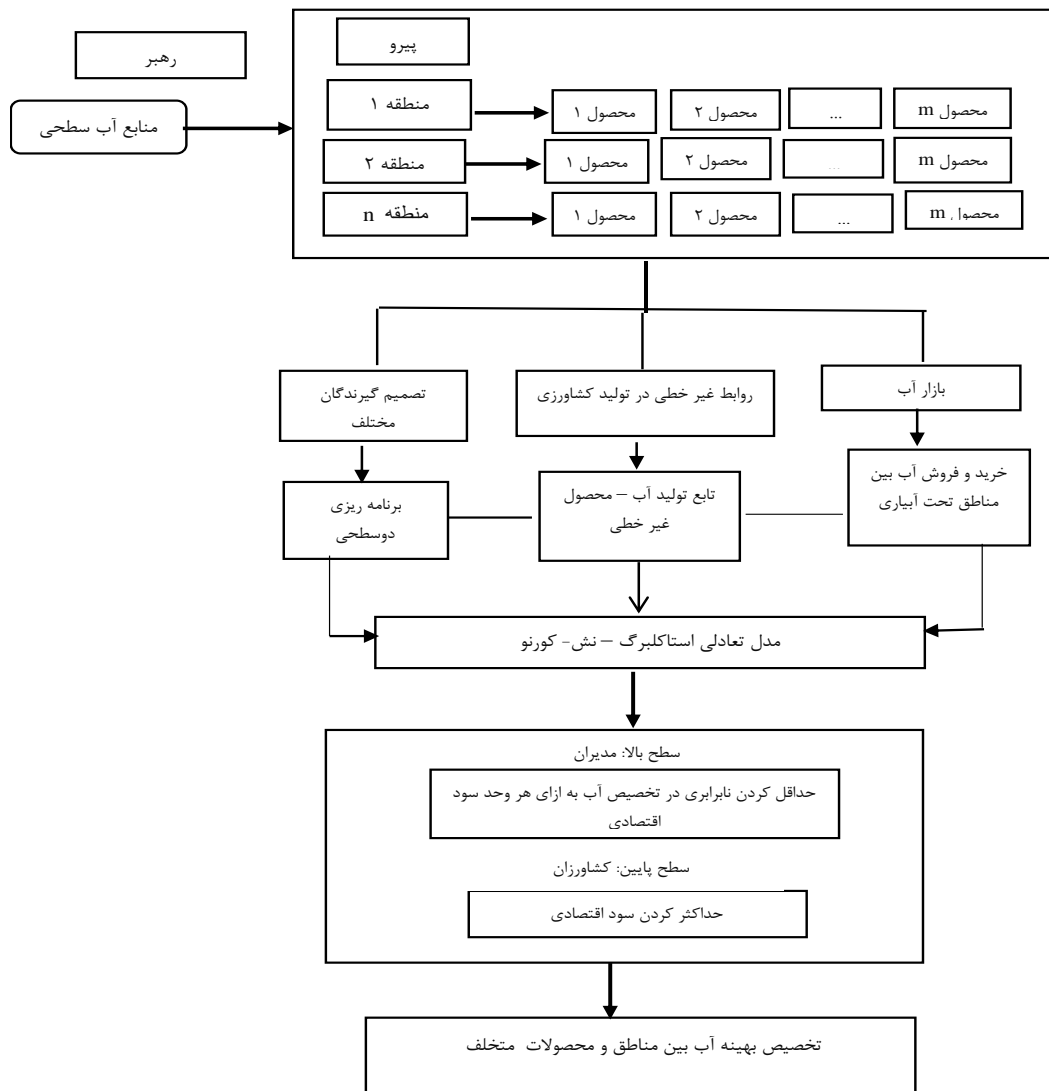 رهبر
پیرو
منابع آب سطحی
منطقه ۱
محصول ۱
محصول ۲
...
محصول m
منطقه ۲
محصول ۱
محصول ۲
...
محصول m
منطقه n
محصول ۱
محصول ۲
...
محصول m
تصمیم گیرندگان
مختلف
روابط غیر خطی در تولید کشاورزی
بازار آب
برنامه ریزی
دوسطحی
تابع تولید آب – محصول
غیر خطی
خرید و فروش آب بین
مناطق تحت آبیاری
مدل تعادلی استاکلبرگ – نش- کورنو
سطح بالا: مدیران
حداقل کردن نابرابری در تخصیص آب به ازای هر وحد سود
اقتصادی
سطح پایین: کشاورزان
حداکثر کردن سود اقتصادی
تخصیص بهینه آب بین مناطق و محصولات متخلف